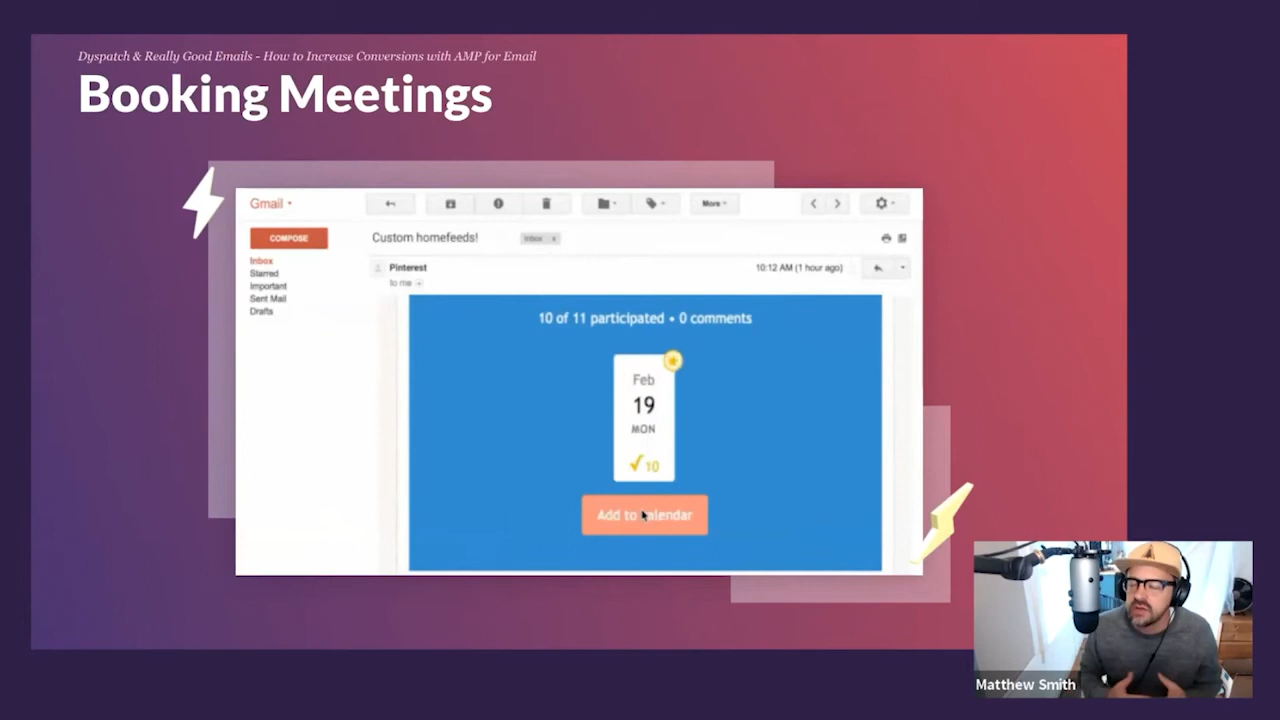 Dyspatch & Really Good Emails - How to Increase Conversions with AMP for Email
Booking Meetings
Gmail
More
COMPOSE
Custom homefeeds!
Inbox x
Inbox
Starred
Important
Sent Mail
Drafts
Pinterest
10:12 AM (1 hour ago)
to me
10 of 11 participated • 0 comments
Feb
19
MON
✓ 10
Add to calendar
Matthew Smith